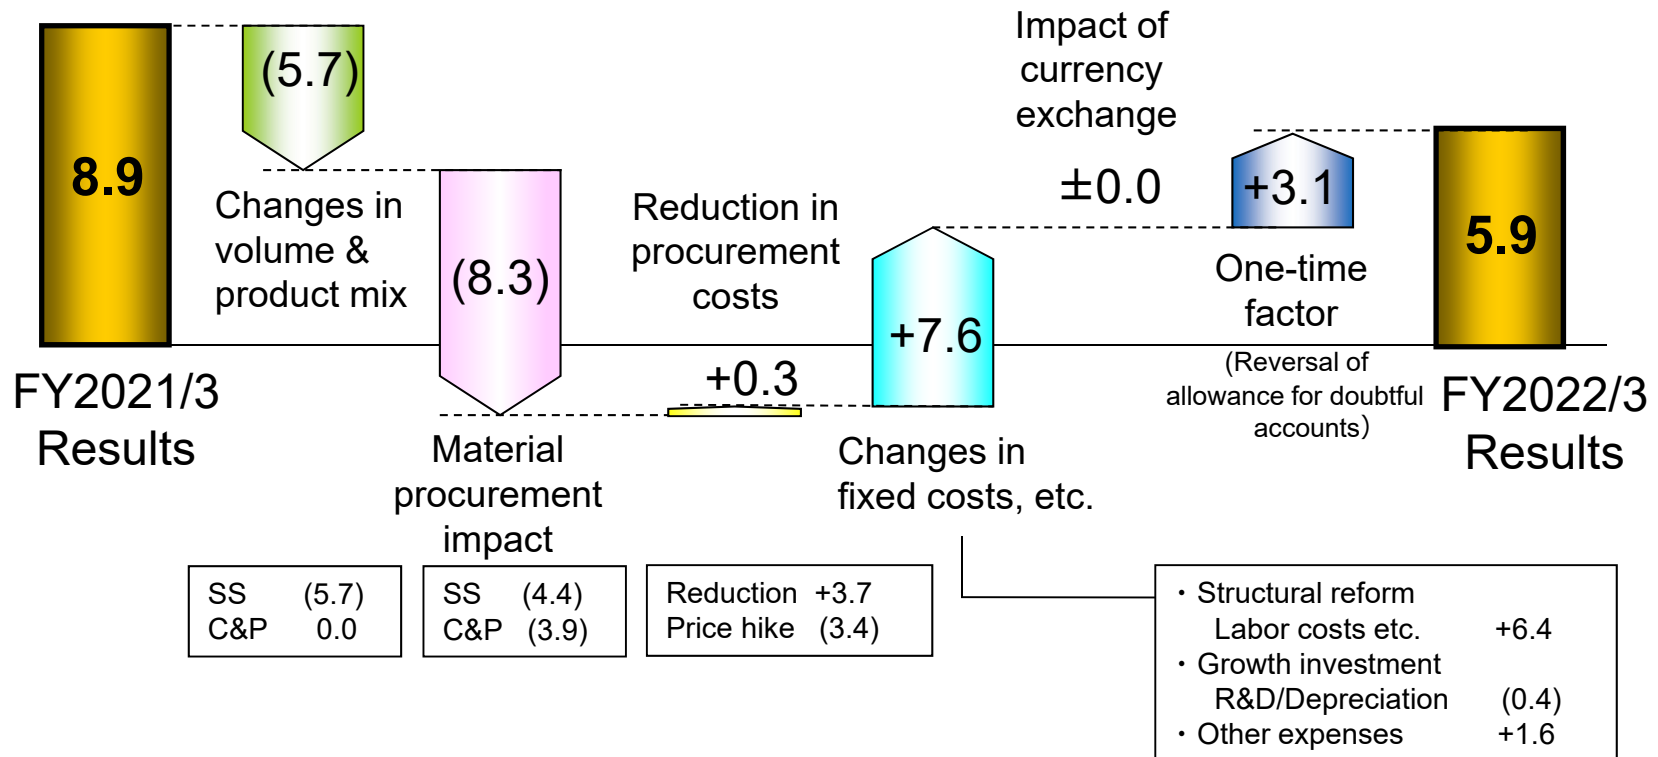 8.9
FY2021/3
Results
(5.7)
Changes in
volume &
product mix
(8.3)
Material
procurement
impact
Reduction in
procurement
costs
+0.3
+7.6
Changes in
fixed costs, etc.
Impact of
currency
exchange
±0.0
+3.1
One-time
factor
(Reversal of
allowance for doubtful
accounts)
5.9
FY2022/3
Results
SS (5.7)
C&P 0.0
SS (4.4)
C&P (3.9)
Reduction +3.7
Price hike (3.4)
・Structural reform
Labor costs etc. +6.4
・Growth investment
R&D/Depreciation (0.4)
・Other expenses +1.6